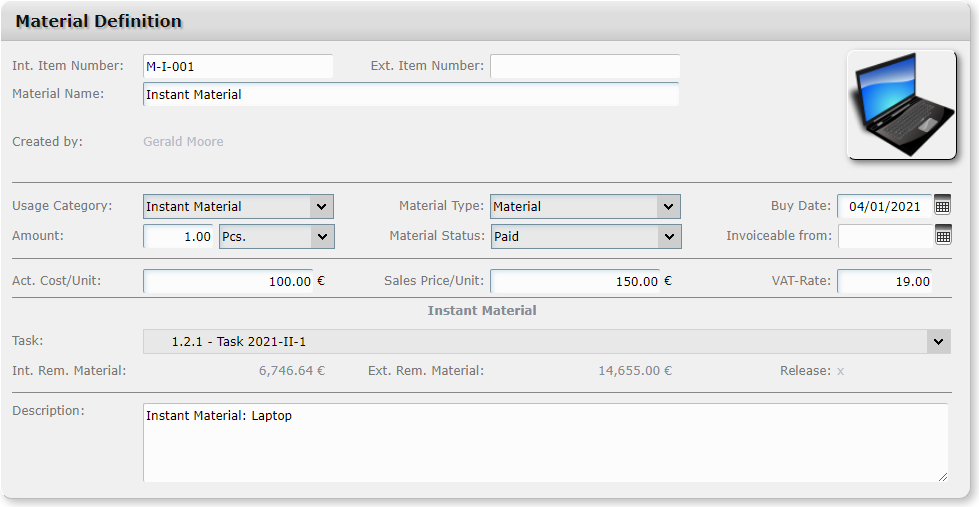 Material Definition
Int. Item Number: M-I-001 Ext. Item Number:
Material Name: Instant Material
Created by: Gerald Moore
Usage Category: Instant Material Material Type: Material Buy Date: 04/01/2021
Amount: 1.00 Pcs. Material Status: Paid Invoiceable from:
Act. Cost/Unit: 100.00 € Sales Price/Unit: 150.00 € VAT-Rate: 19.00
Instant Material
Task: 1.2.1 - Task 2021-II-1
Int. Rem. Material: 6,746.64 € Ext. Rem. Material: 14,655.00 € Release: x
Description: Instant Material: Laptop